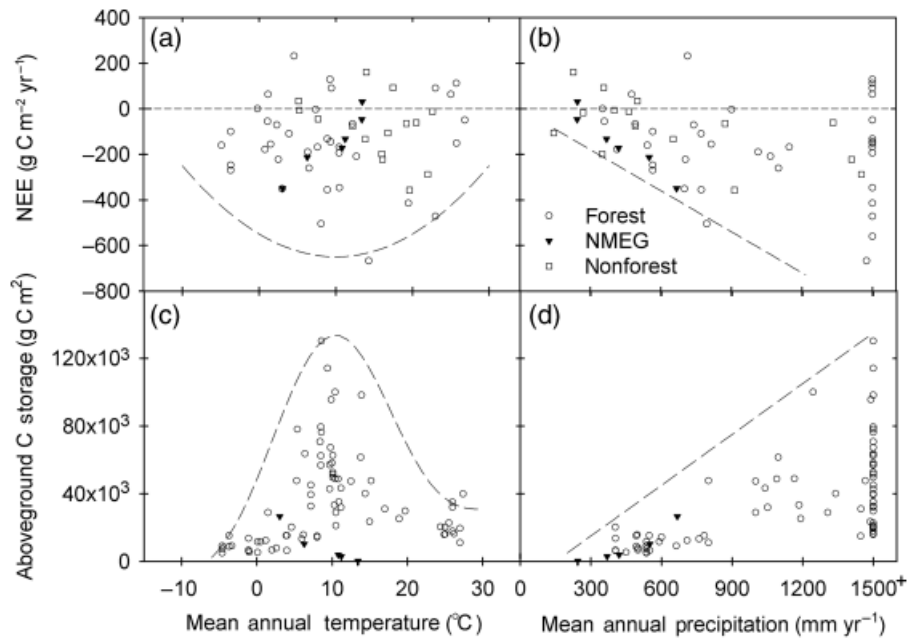 400
200
0
−200
−400
−600
−800
NEE (g C m⁻² yr⁻¹)
(a)
(b)
Forest
NMEG
Nonforest
120x10³
80x10³
40x10³
0
Aboveground C storage (g C m²)
(c)
(d)
−10 0 10 20 30
0 300 600 900 1200 1500⁺
Mean annual temperature (°C)
Mean annual precipitation (mm yr⁻¹)